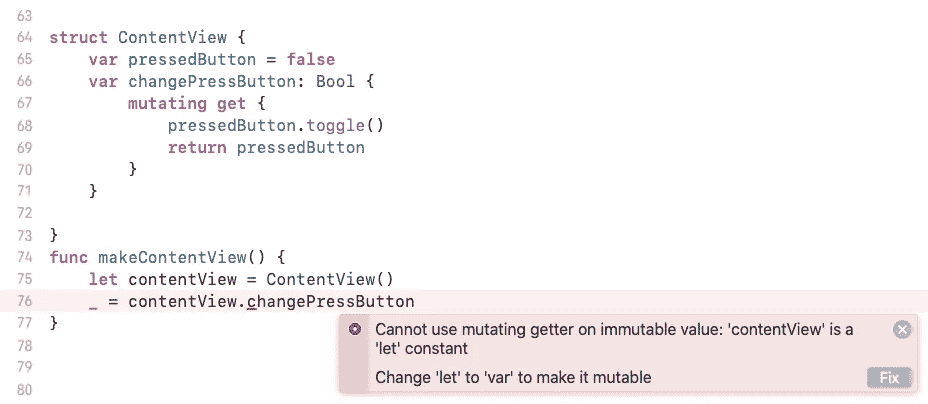 63
64 struct ContentView {
65     var pressedButton = false
66     var changePressButton: Bool {
67         mutating get {
68             pressedButton.toggle()
69             return pressedButton
70         }
71     }
72
73 }
74 func makeContentView() {
75     let contentView = ContentView()
76     _ = contentView.changePressButton
77 }
Cannot use mutating getter on immutable value: 'contentView' is a
'let' constant
Change 'let' to 'var' to make it mutable Fix
78
79
80